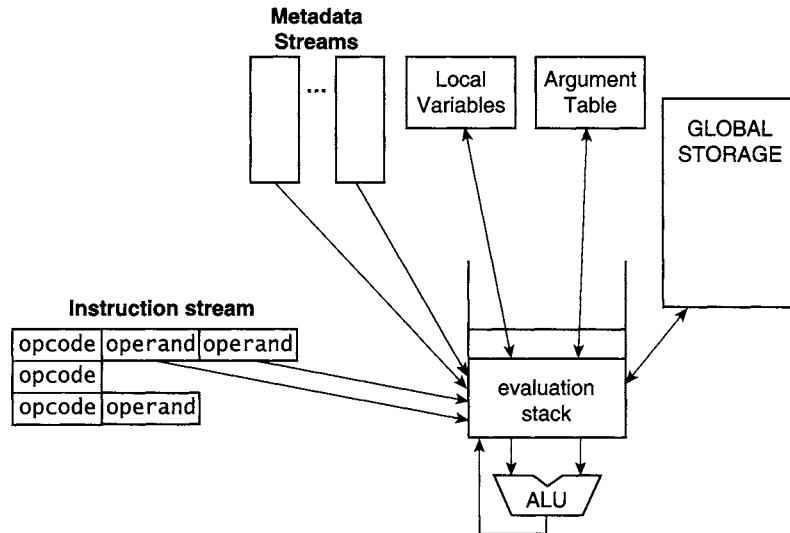 Metadata
Streams
...
Local
Variables
Argument
Table
GLOBAL
STORAGE
Instruction stream
opcode operand operand
opcode
opcode operand
evaluation
stack
ALU